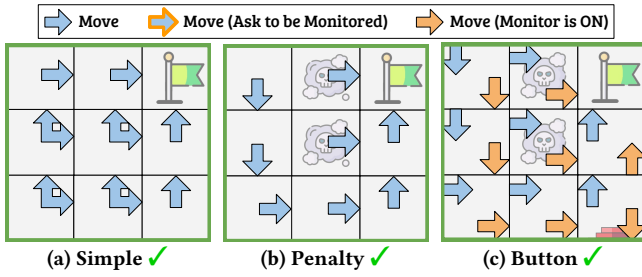 Move Move (Ask to be Monitored) Move (Monitor is ON)
(a) Simple ✓ (b) Penalty ✓ (c) Button ✓